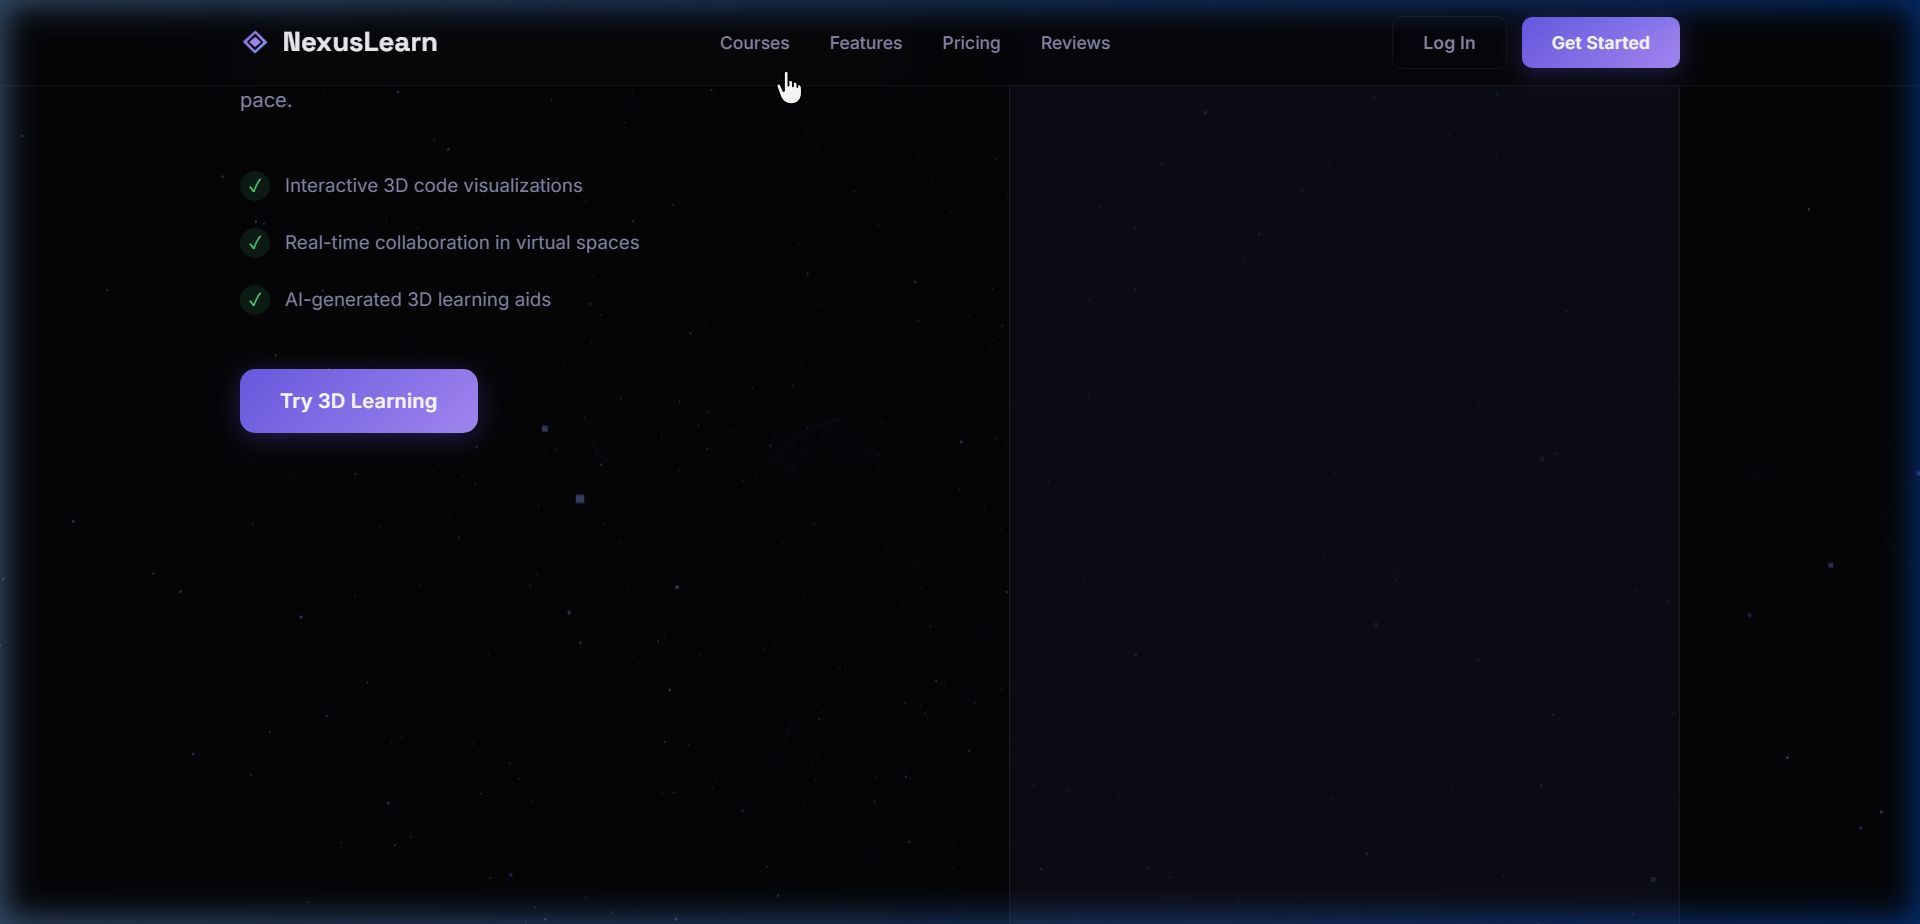 NexusLearn
Courses Features Pricing Reviews
Log In
Get Started
pace.
✓ Interactive 3D code visualizations
✓ Real-time collaboration in virtual spaces
✓ AI-generated 3D learning aids
Try 3D Learning